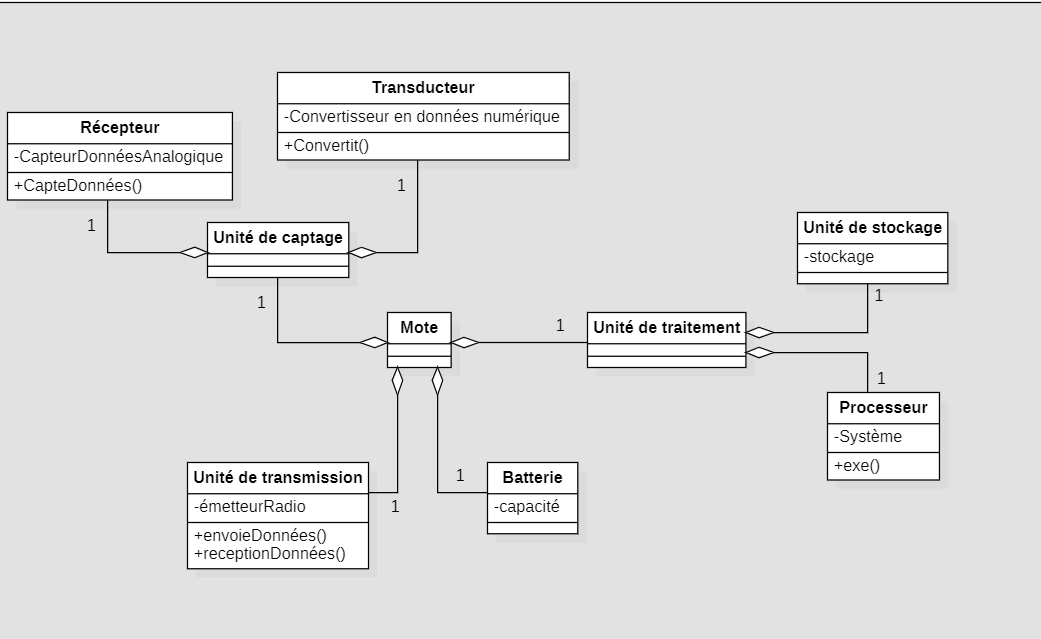 Transducteur
-Convertisseur en données numérique
+Convertit()
1
Récepteur
-CapteurDonnéesAnalogique
+CapteDonnées()
1
Unité de captage
1
Unité de stockage
-stockage
1
Mote
1
Unité de traitement
1
Processeur
-Système
+exe()
Unité de transmission
-émetteurRadio
+envoieDonnées()
+receptionDonnées()
1
1
Batterie
-capacité